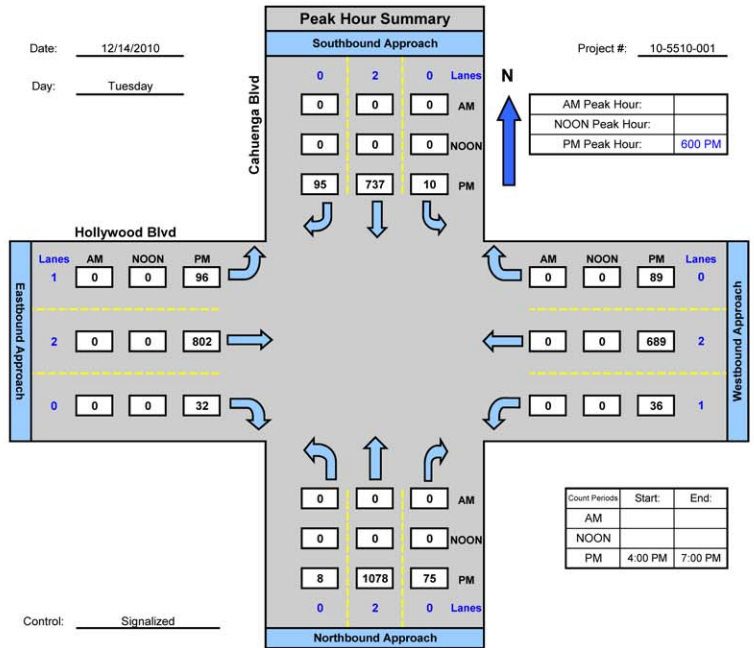 Peak Hour Summary
Date: 12/14/2010
Southbound Approach
Project #: 10-5510-001
Day: Tuesday
Cahuenga Blvd
0 2 0 Lanes
N
0 0 0 AM
AM Peak Hour:
NOON Peak Hour:
PM Peak Hour: 600 PM
0 0 0 NOON
95 737 10 PM
Hollywood Blvd
Lanes AM NOON PM
1 0 0 96
AM NOON PM Lanes
0 0 89 0
Eastbound Approach
2 0 0 802
0 0 689 2
Westbound Approach
0 0 0 32
0 0 36 1
0 0 0 AM
0 0 0 NOON
8 1078 75 PM
0 2 0 Lanes
Count Periods Start: End:
AM
NOON
PM 4:00 PM 7:00 PM
Control: Signalized
Northbound Approach